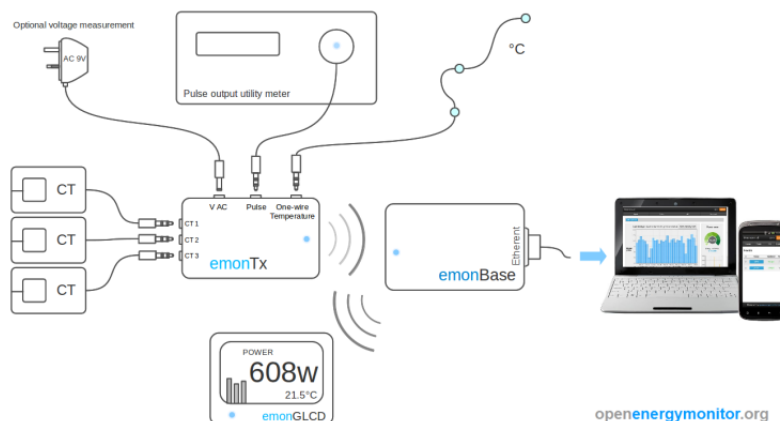 Optional voltage measurement
AC 9V
Pulse output utility meter
°C
CT
CT
CT
V AC
Pulse
One-wire
Temperature
CT 1
CT 2
CT 3
emonTx
Etherent
emonBase
POWER
608w
21.5°C
emonGLCD
openenergymonitor.org